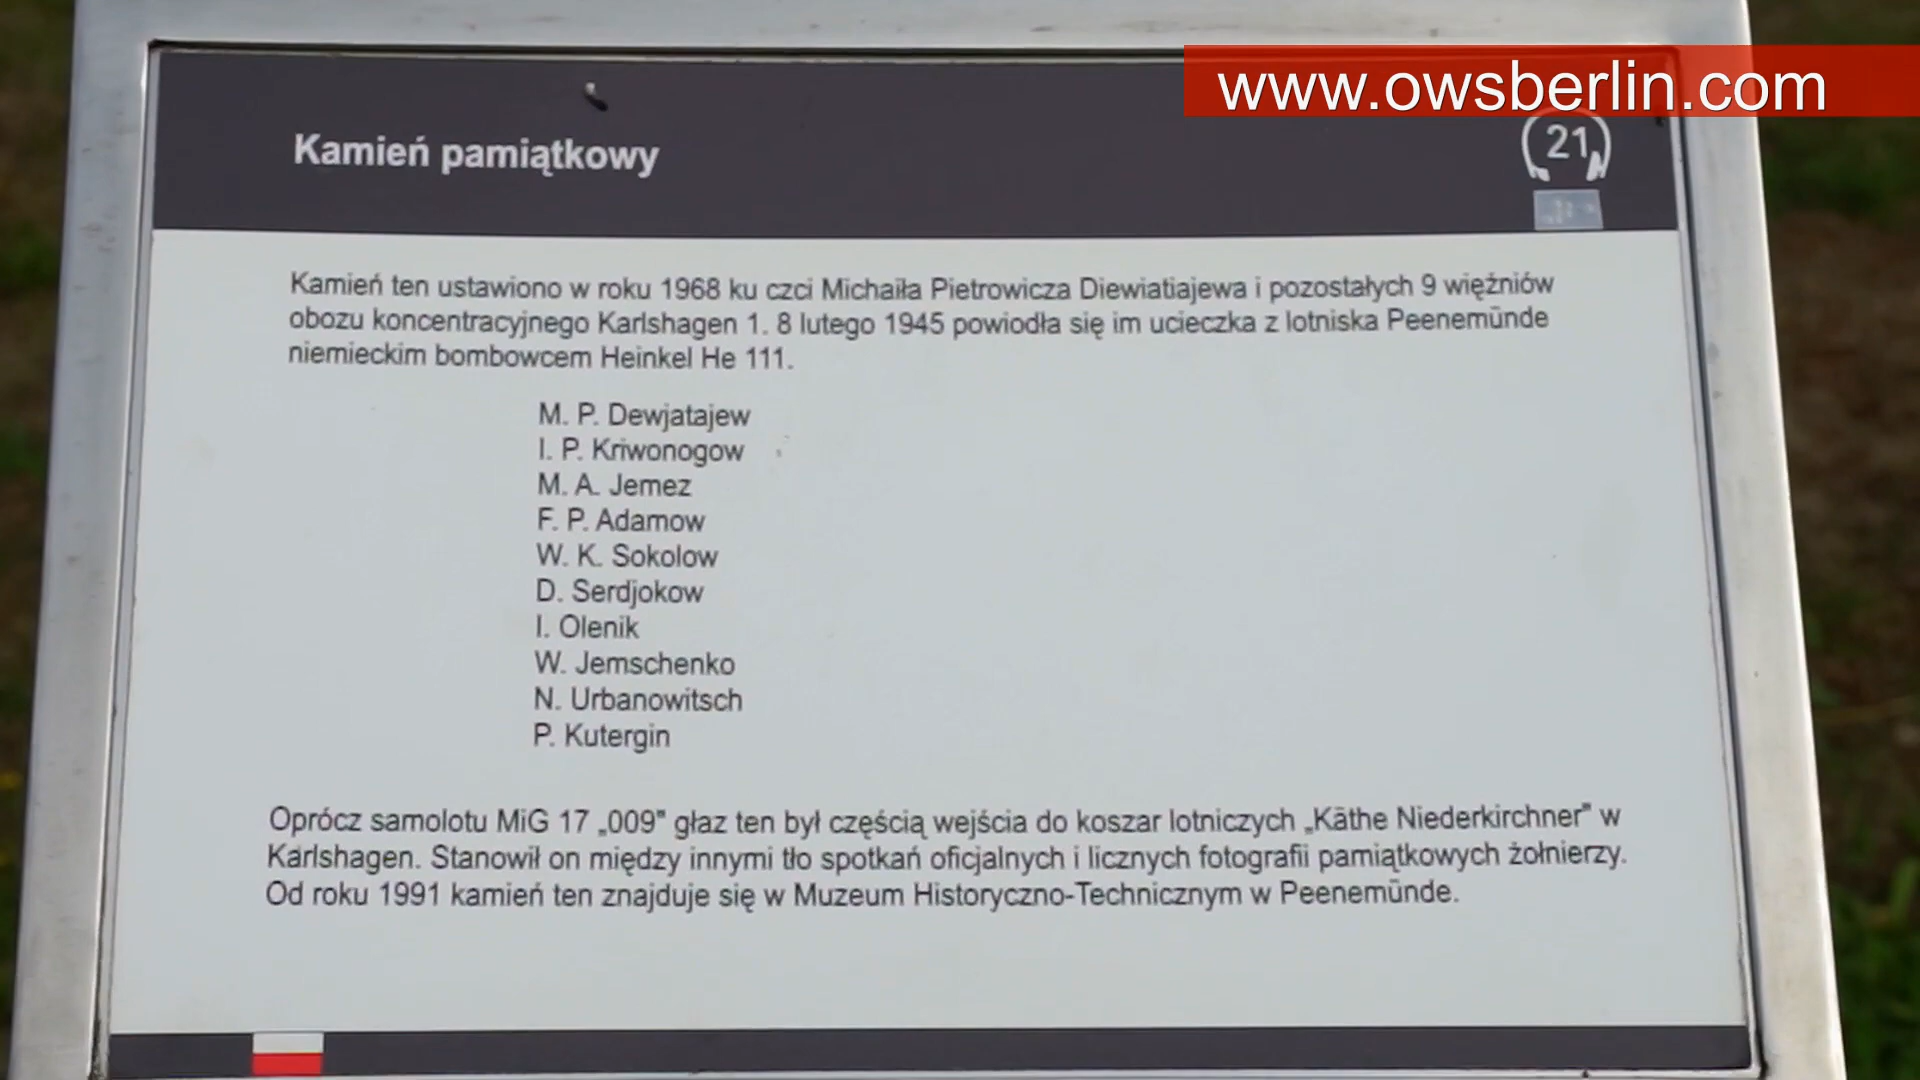 www.owsberlin.com
Kamień pamiątkowy
21
Kamień ten ustawiono w roku 1968 ku czci Michaiła Pietrowicza Diewiatiajewa i pozostałych 9 więźniów
obozu koncentracyjnego Karlshagen 1. 8 lutego 1945 powiodła się im ucieczka z lotniska Peenemünde
niemieckim bombowcem Heinkel He 111.
M. P. Dewjatajew
I. P. Kriwonogow
M. A. Jemez
F. P. Adamow
W. K. Sokolow
D. Serdjokow
I. Olenik
W. Jemschenko
N. Urbanowitsch
P. Kutergin
Oprócz samolotu MiG 17 „009” głaz ten był częścią wejścia do koszar lotniczych „Käthe Niederkirchner” w
Karlshagen. Stanowił on między innymi tło spotkań oficjalnych i licznych fotografii pamiątkowych żołnierzy.
Od roku 1991 kamień ten znajduje się w Muzeum Historyczno-Technicznym w Peenemünde.